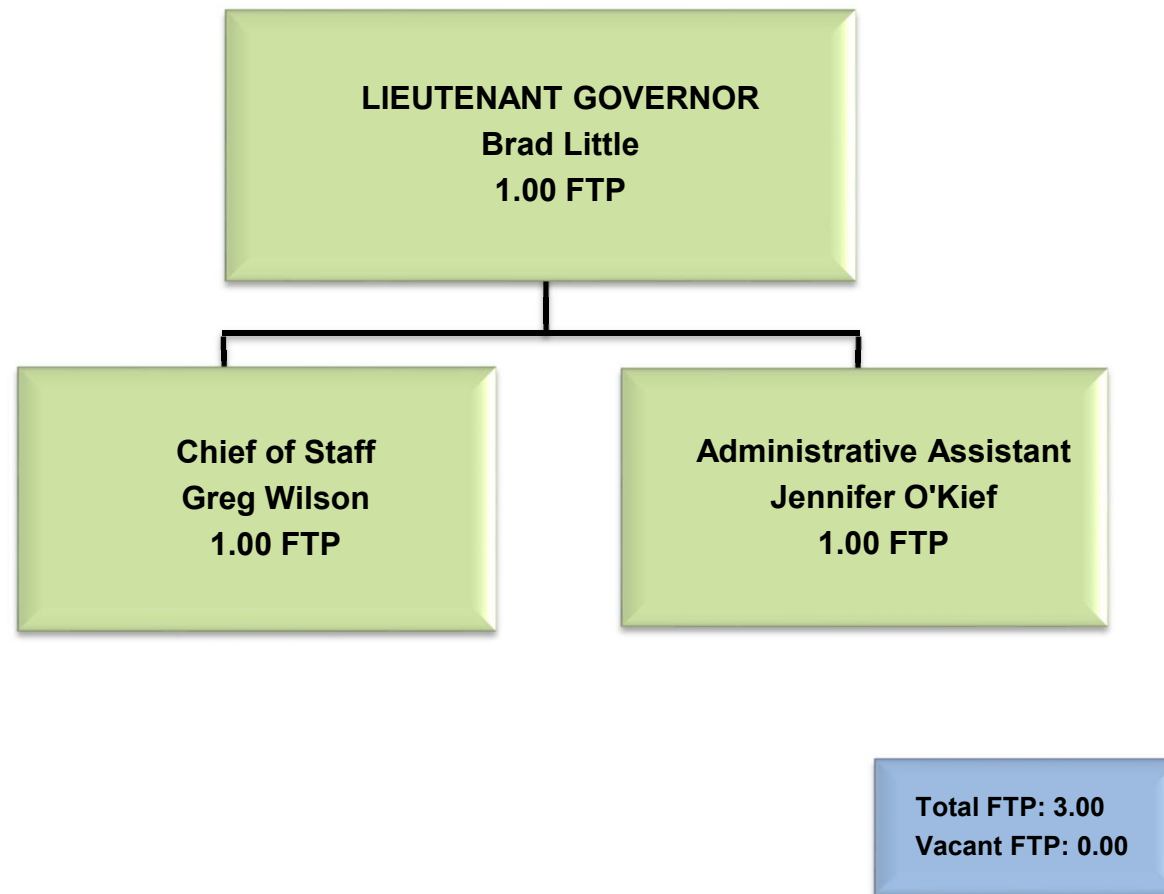 LIEUTENANT GOVERNOR
Brad Little
1.00 FTP
Chief of Staff
Greg Wilson
1.00 FTP
Administrative Assistant
Jennifer O'Kief
1.00 FTP
Total FTP: 3.00
Vacant FTP: 0.00